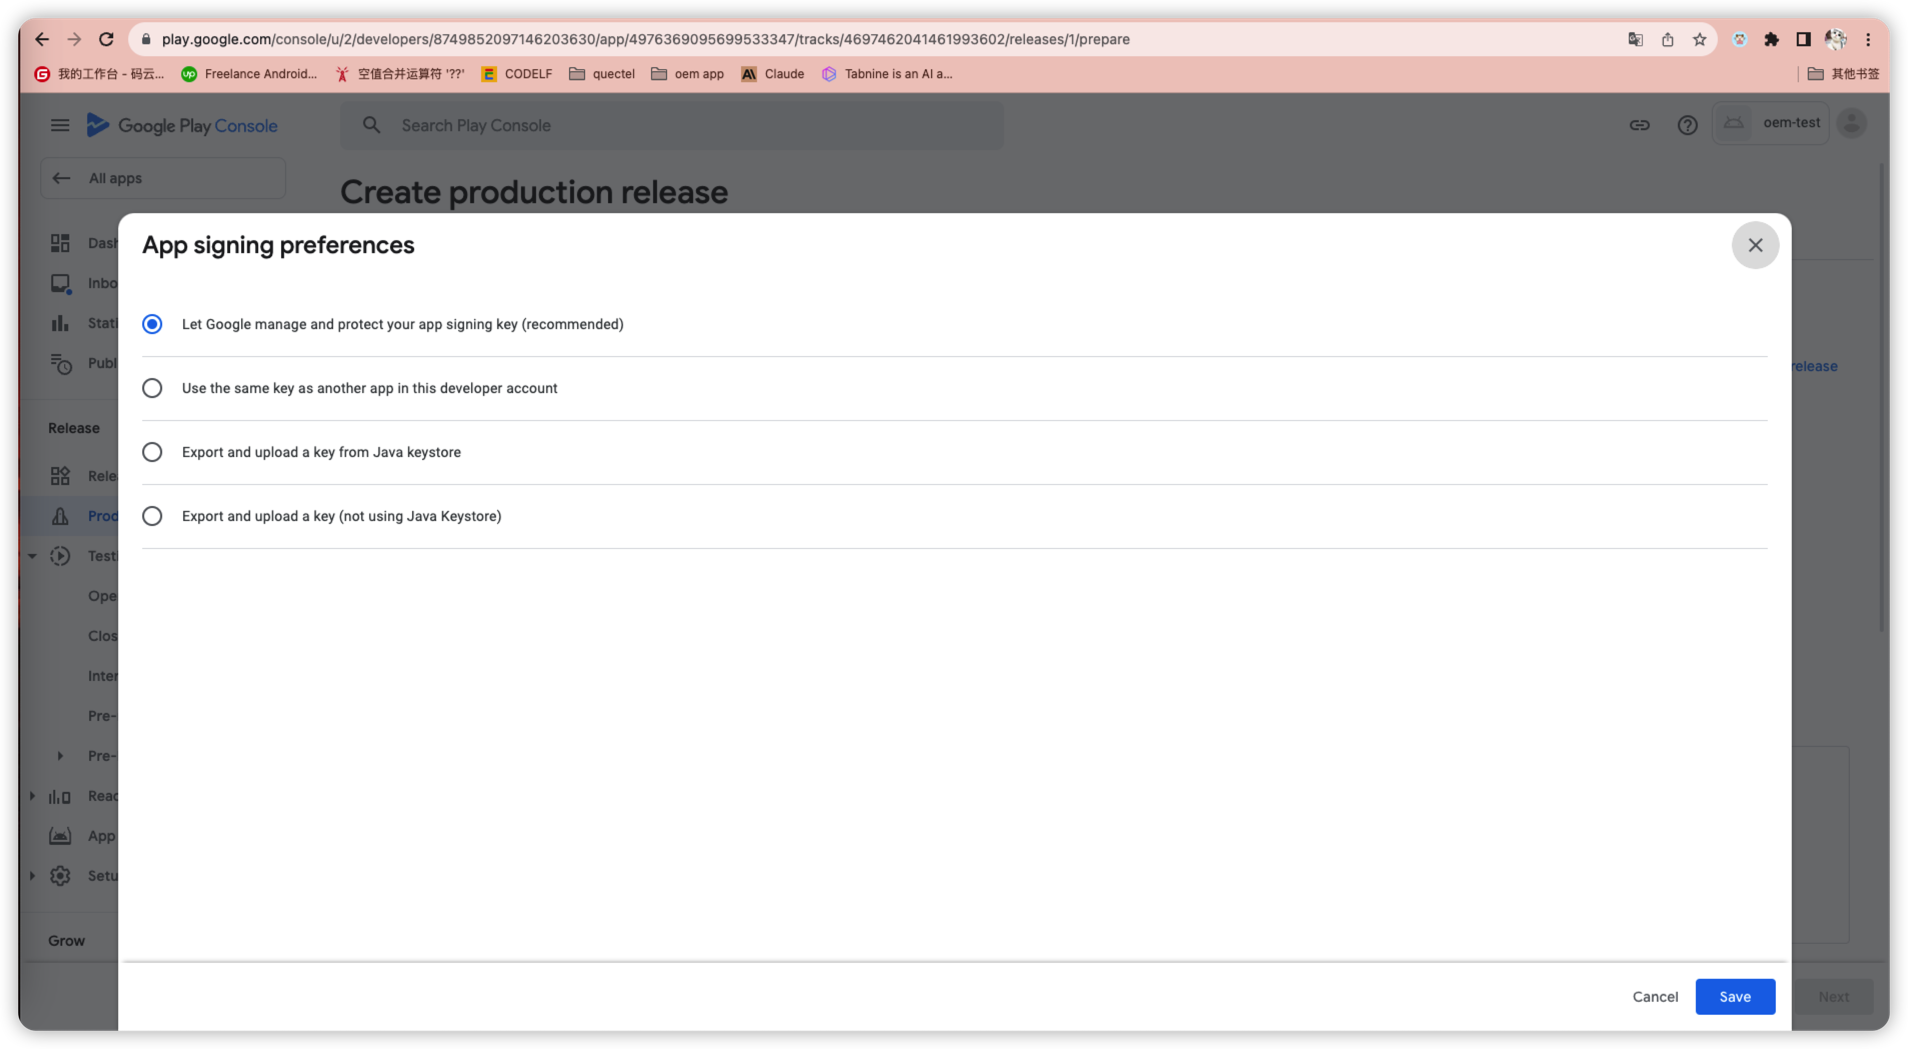 play.google.com/console/u/2/developers/8749852097146203630/app/4976369095699533347/tracks/4697462041461993602/releases/1/prepare
我的工作台 - 码云... Freelance Android... 空值合并运算符 '??' CODELF quectel oem app Claude Tabnine is an AI a... 其他书签
Google Play Console Search Play Console oem-test
All apps
Create production release
App signing preferences
Dash
Inbo
Stati
Publ
Let Google manage and protect your app signing key (recommended)
release
Use the same key as another app in this developer account
Release
Export and upload a key from Java keystore
Rele
Export and upload a key (not using Java Keystore)
Prod
Testi
Ope
Clos
Inter
Pre-
Pre-
Reac
App
Setu
Grow
Cancel Save Next